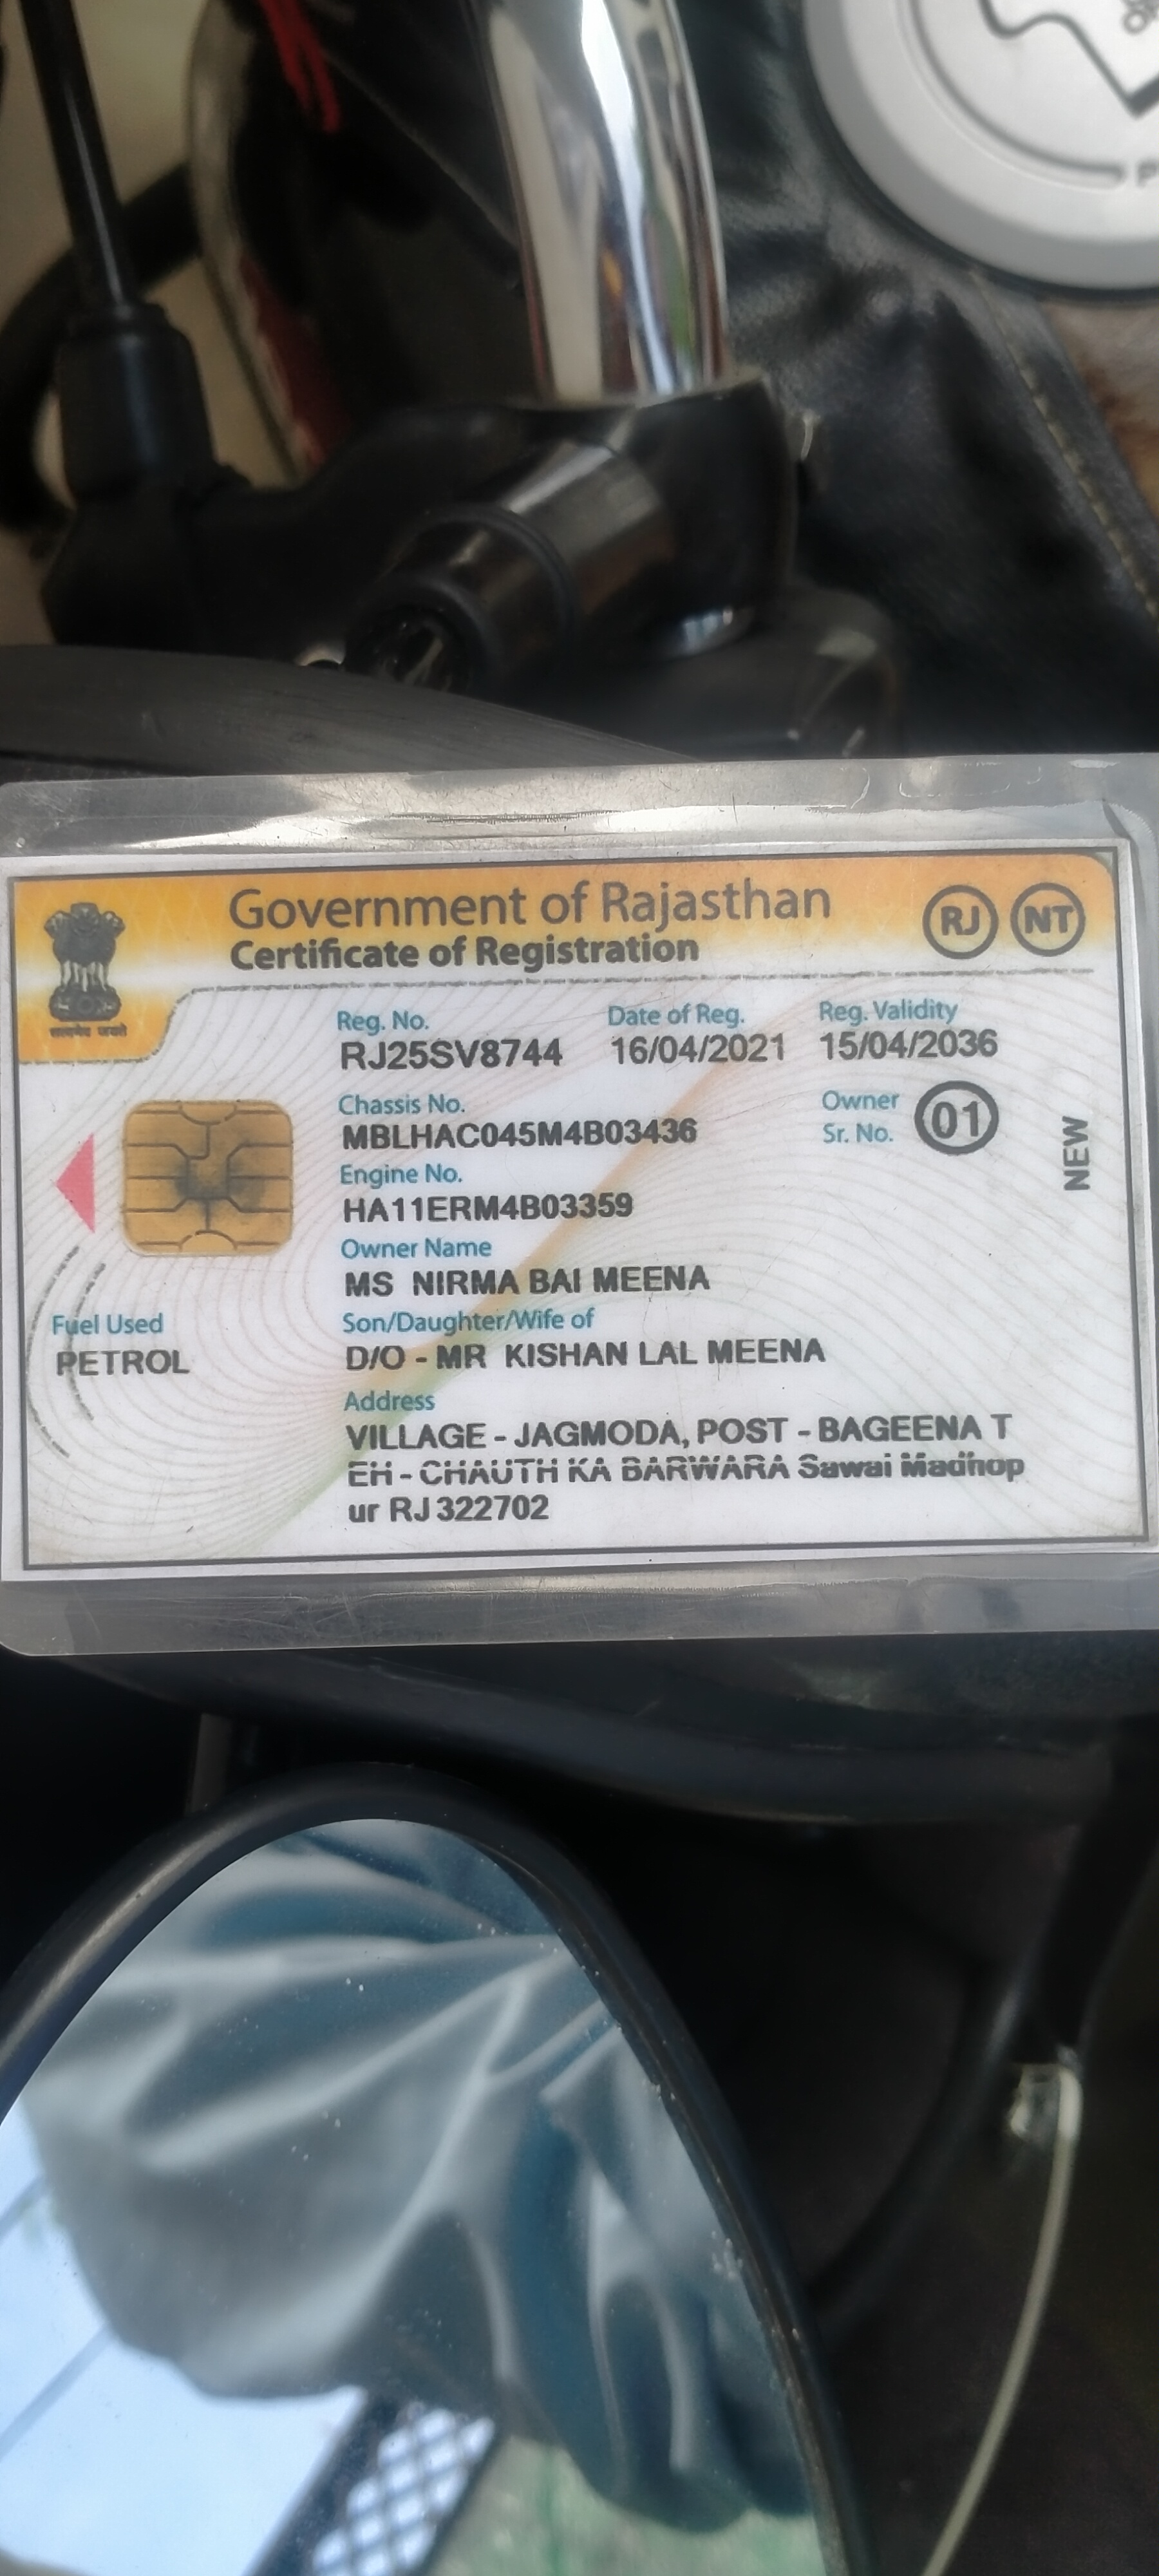 Government of Rajasthan
Certificate of Registration
RJ NT
सत्यमेव जयते
Reg. No. Date of Reg. Reg. Validity
RJ25SV8744 16/04/2021 15/04/2036
Chassis No.
MBLHAC045M4B03436
Owner
Sr. No.
01
NEW
Engine No.
HA11ERM4B03359
Owner Name
MS NIRMA BAI MEENA
Fuel Used
PETROL
Son/Daughter/Wife of
D/O - MR KISHAN LAL MEENA
Address
VILLAGE - JAGMODA, POST - BAGEENA T
EH - CHAUTH KA BARWARA Sawai Madhop
ur RJ 322702